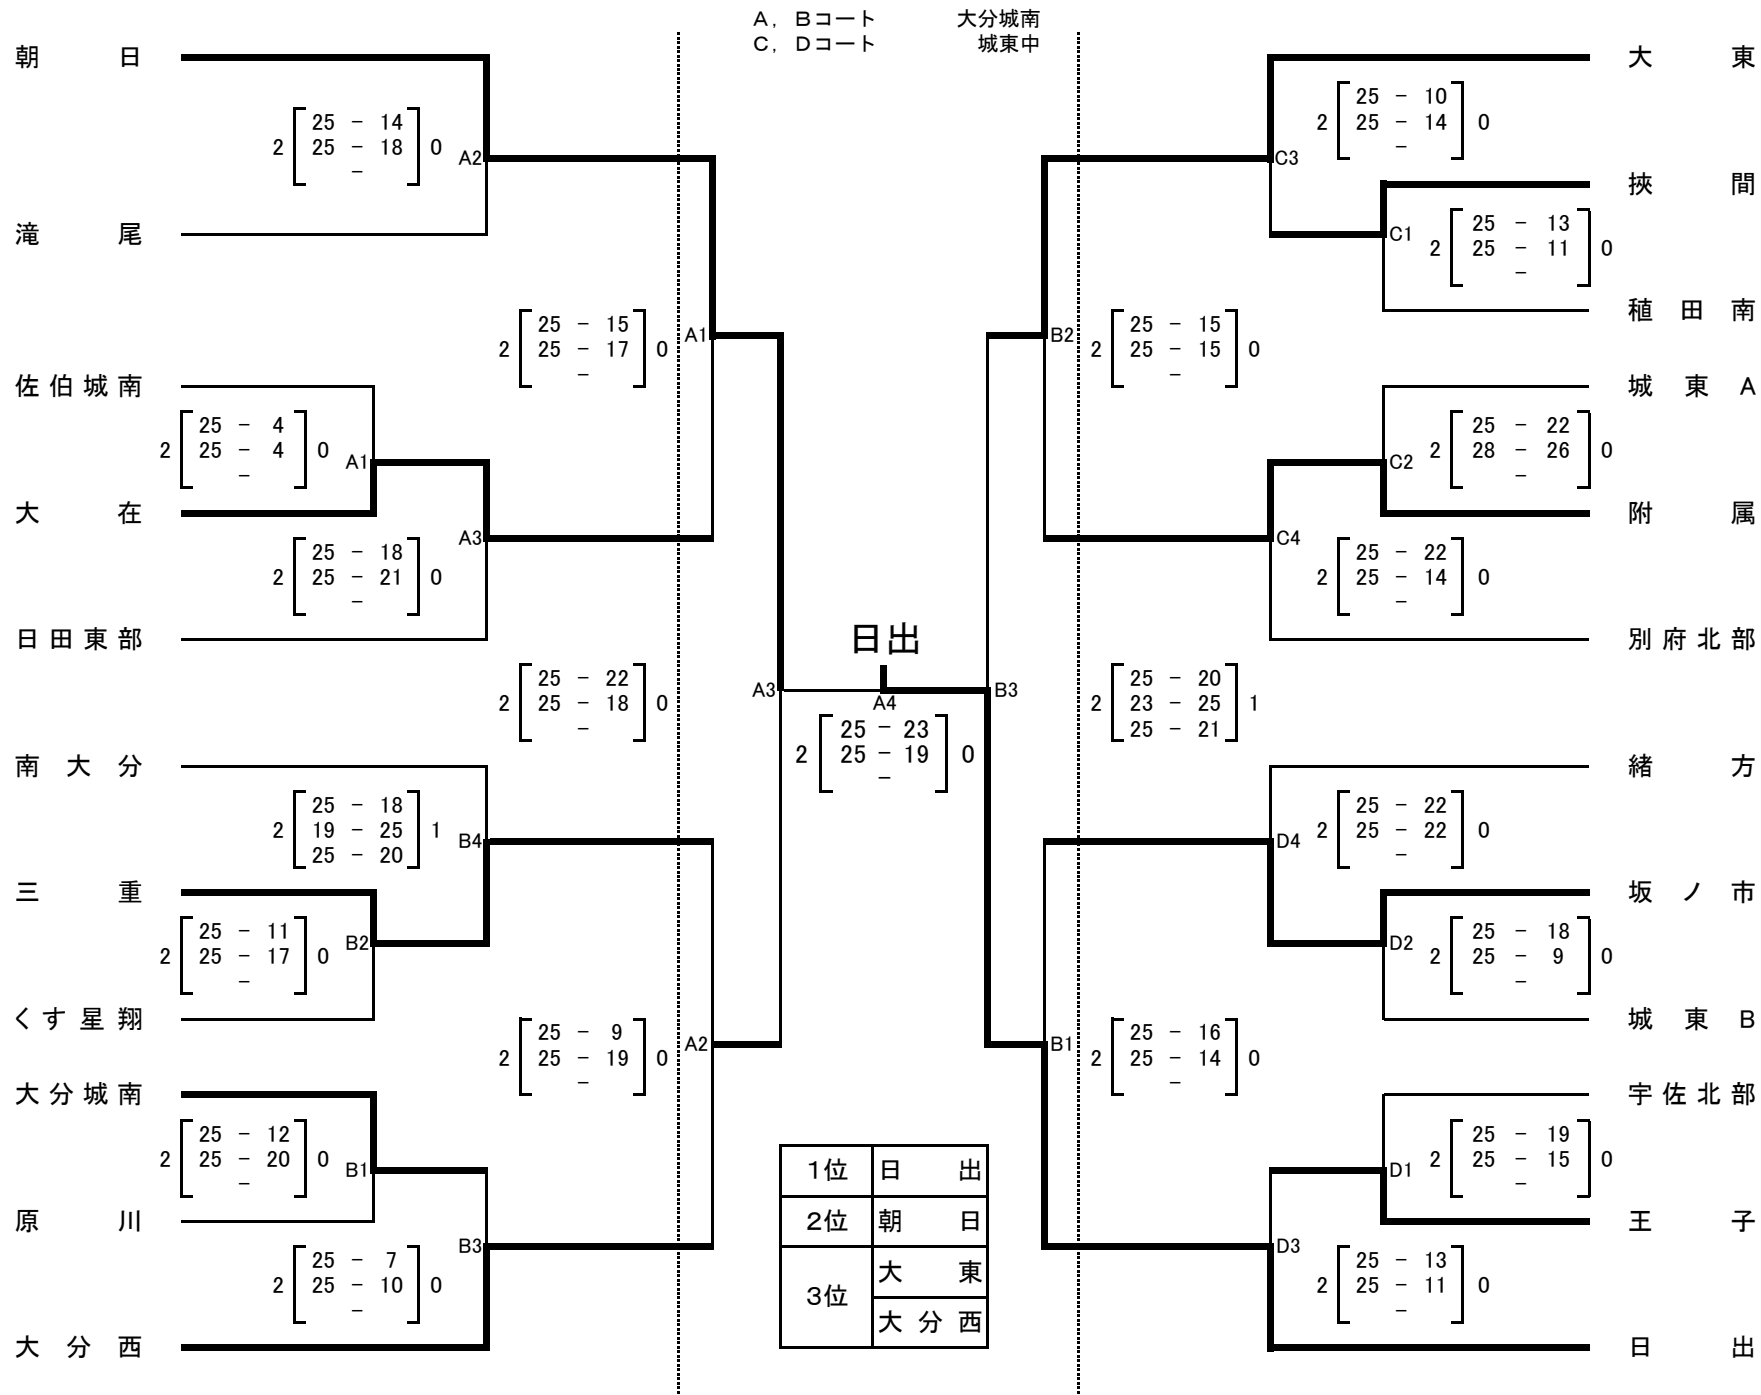 A, Bコート 大分城南
C, Dコート 城東中
朝日
2 25 - 14 0
25 - 18
-
A2
滝尾
2 25 - 15 0
25 - 17
-
A1
佐伯城南
2 25 - 4 0
25 - 4
-
A1
大在
2 25 - 18 0
25 - 21
-
A3
日田東部
2 25 - 22 0
25 - 18
-
A3
南大分
2 25 - 18 1
19 - 25
25 - 20
B4
三重
2 25 - 11 0
25 - 17
-
B2
くす星翔
2 25 - 9 0
25 - 19
-
A2
大分城南
2 25 - 12 0
25 - 20
-
B1
原川
2 25 - 7 0
25 - 10
-
B3
大分西
日出
A4
2 25 - 23 0
25 - 19
-
1位 日出
2位 朝日
3位 大東
大分西
大東
2 25 - 10 0
25 - 14
-
C3
挾間
2 25 - 13 0
25 - 11
-
C1
稙田南
2 25 - 15 0
25 - 15
-
B2
城東A
2 25 - 22 0
28 - 26
-
C2
附属
2 25 - 22 0
25 - 14
-
C4
別府北部
2 25 - 20 1
23 - 25
25 - 21
B3
緒方
2 25 - 22 0
25 - 22
-
D4
坂ノ市
2 25 - 18 0
25 - 9
-
D2
城東B
2 25 - 16 0
25 - 14
-
B1
宇佐北部
2 25 - 19 0
25 - 15
-
D1
王子
2 25 - 13 0
25 - 11
-
D3
日出